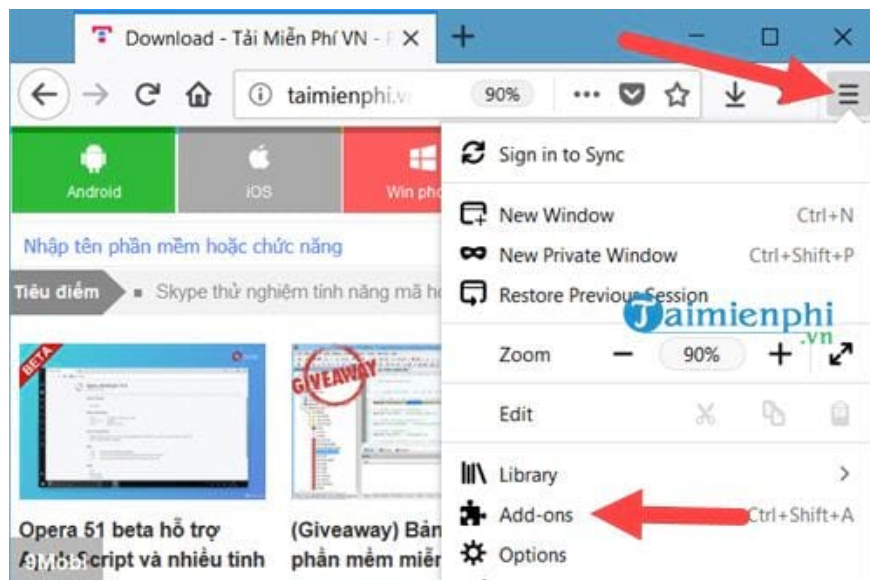 Download - Tải Miễn Phí VN - P
taimienphi.v
90%
Android
iOS
Win pho
Nhập tên phần mềm hoặc chức năng
Tiêu điểm
Skype thử nghiệm tính năng mã h
BETA
GIVEAWAY
Opera 51 beta hỗ trợ
Script và nhiều tính
9Mobi
(Giveaway) Bản
phần mềm miễn
Sign in to Sync
New Window Ctrl+N
New Private Window Ctrl+Shift+P
Restore Previous Session
Taimienphi
.vn
Zoom 90%
Edit
Library
Add-ons Ctrl+Shift+A
Options